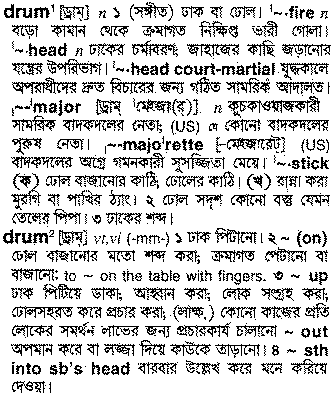 drum¹ [ড্রাম্] n ১ (সঙ্গীত) ঢাক বা ঢোল। ˈ~.fire n
বড়ো কামান থেকে ক্রমাগত নিক্ষিপ্ত ভারী গোলা।
ˈ~.head n ঢাকের চর্মাবরণ; জাহাজের কাছি জড়ানোর
যন্ত্রের উপরিভাগ। ˈ~.head court-martial যুদ্ধকালে
অপরাধীদের দ্রুত বিচারের জন্য গঠিত সামরিক আদালত।
ˌ~-ˈmajor [ড্রাম্ ˈমেইজা(র্)] n কুচকাওয়াজকারী
সামরিক বাদকদলের নেতা; (US) যে কোনো বাদকদলের
পুরুষ নেতা। ~-majoˈrette [-মেইজারেট্] (US)
বাদকদলের অগ্রে গমনকারী সুসজ্জিত মেয়ে। ˈ~.stick
(ক) ঢোল বাজানোর কাঠি; ঢোলের কাঠি। (খ) রান্না করা
মুরগি বা পাখির ঠ্যাং। ২ ঢোল সদৃশ কোনো বস্তু যেমন
তেলের পিপা। ৩ ঢাকের শব্দ।
drum² [ড্রাম্] vt,vi (-mm-) ১ ঢাক পিটানো। ২ ~ (on)
ঢোল বাজানোর মতো শব্দ করা; ক্রমাগত পেটানো বা
বাজানো: to ~ on the table with fingers. ৩ ~ up
ঢাক পিটিয়ে ডাকা; আহ্বান করা; লোক সংগ্রহ করা;
ঢোলসহরত করে প্রচার করা; (লাক্ষ.) কোনো কাজের প্রতি
লোকের সমর্থন লাভের জন্য প্রচারকার্য চালানো ~ out
অপমান করে বা লজ্জা দিয়ে কাউকে তাড়ানো। ৪ ~ sth
into sb's head বারবার উল্লেখ করে মনে করিয়ে
দেওয়া।